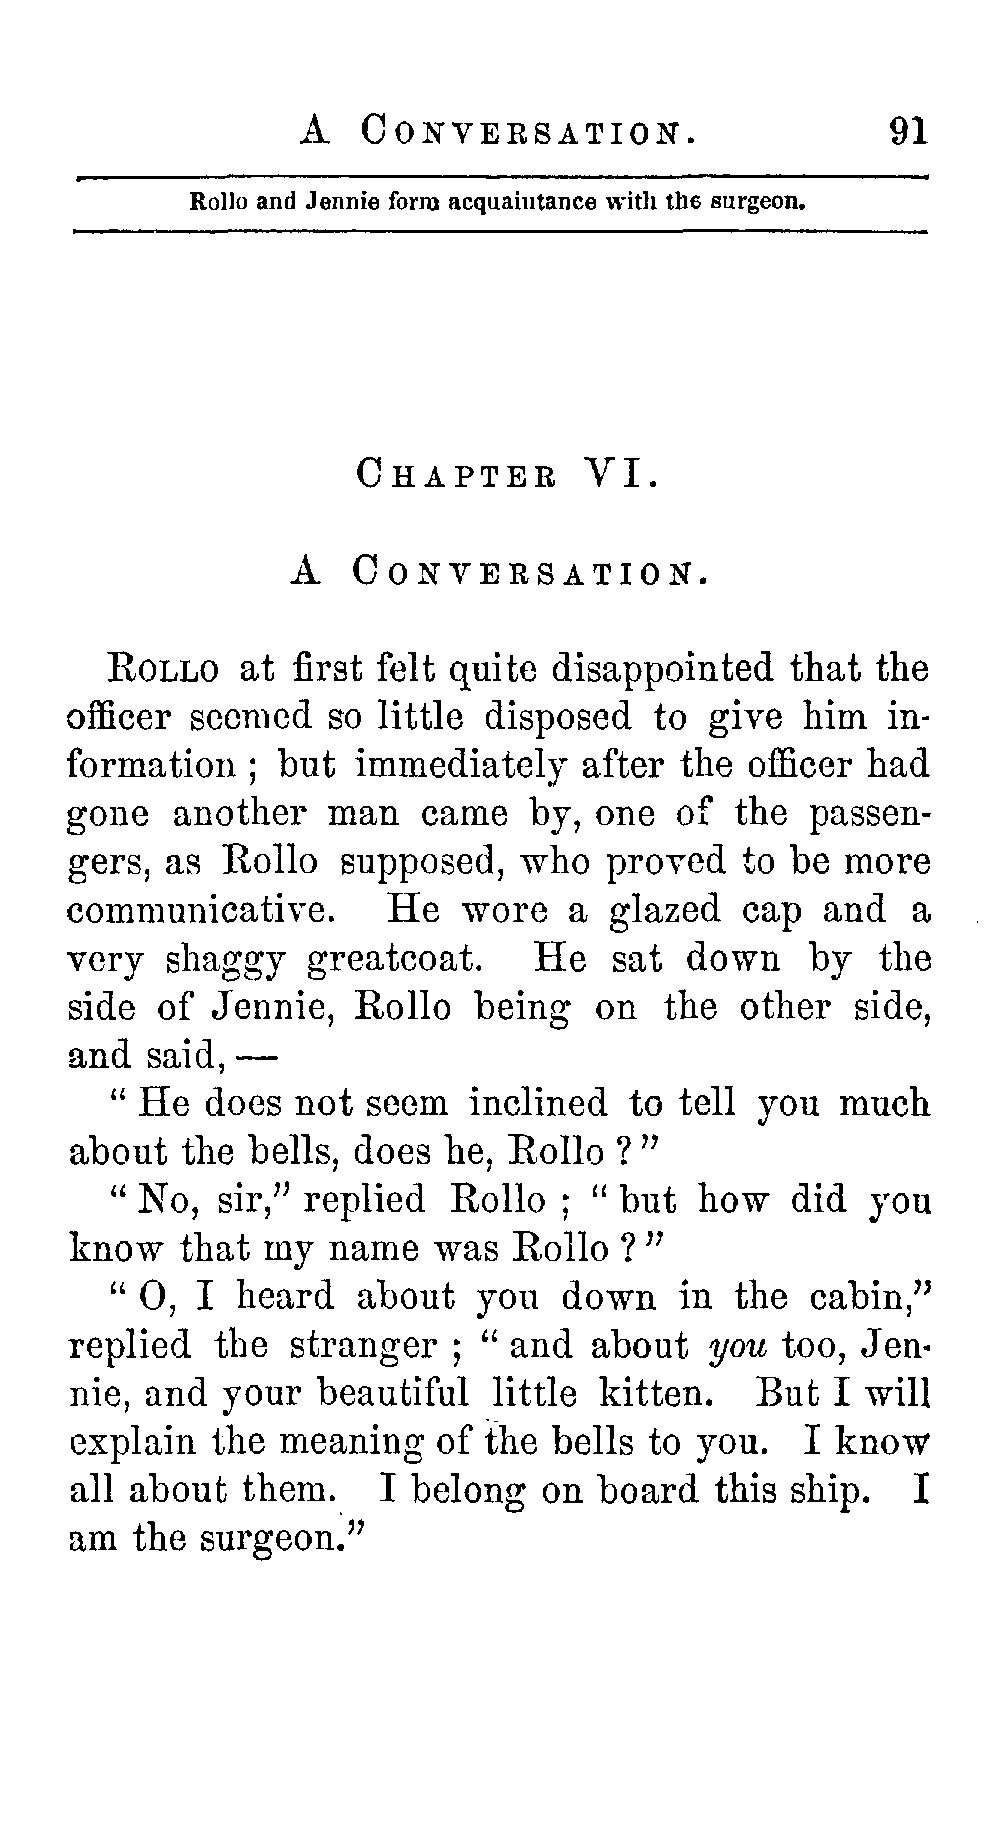 A CONVERSATION. 91
Rollo and Jennie form acquaintance with the surgeon.
CHAPTER VI.
A CONVERSATION.
ROLLO at first felt quite disappointed that the
officer seemed so little disposed to give him in-
formation ; but immediately after the officer had
gone another man came by, one of the passen-
gers, as Rollo supposed, who proved to be more
communicative. He wore a glazed cap and a
very shaggy greatcoat. He sat down by the
side of Jennie, Rollo being on the other side,
and said, —
“ He does not seem inclined to tell you much
about the bells, does he, Rollo ? ”
“ No, sir,” replied Rollo ; “ but how did you
know that my name was Rollo ? ”
“ O, I heard about you down in the cabin,”
replied the stranger ; “ and about you too, Jen-
nie, and your beautiful little kitten. But I will
explain the meaning of the bells to you. I know
all about them. I belong on board this ship. I
am the surgeon.”